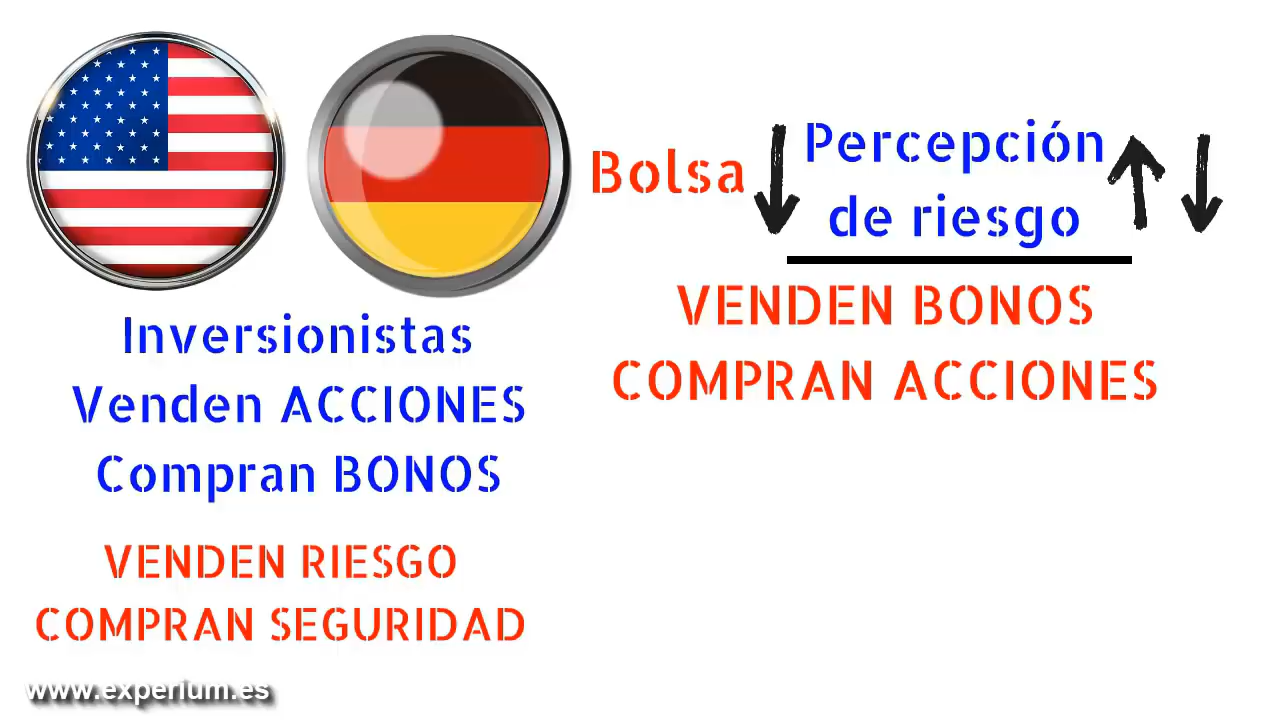 Bolsa
Percepción
de riesgo
VENDEN BONOS
COMPRAN ACCIONES
Inversionistas
Venden ACCIONES
Compran BONOS
VENDEN RIESGO
COMPRAN SEGURIDAD
www.experium.es